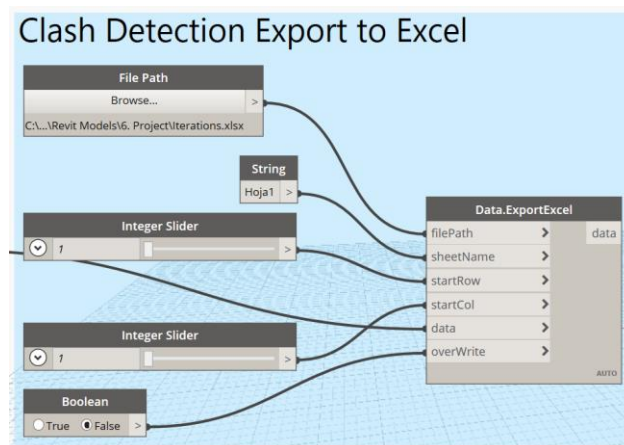 Clash Detection Export to Excel
File Path
Browse...
>
C:\...\Revit Models\6. Project\Iterations.xlsx
String
Hoja1 >
Integer Slider
1 >
Data.ExportExcel
filePath > data
sheetName >
startRow >
startCol >
data >
overWrite >
AUTO
Integer Slider
1 >
Boolean
True False >